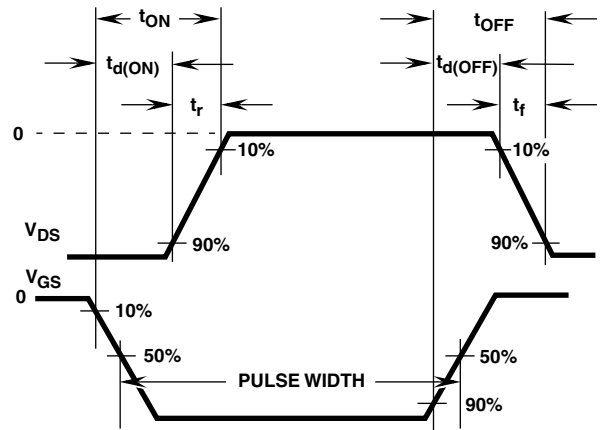 tON
tOFF
td(ON)
td(OFF)
tr
tf
0
10%
10%
VDS
90%
90%
VGS
0
10%
50%
50%
PULSE WIDTH
90%